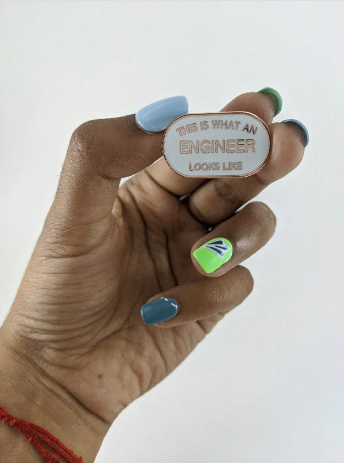 THIS IS WHAT AN
ENGINEER
LOOKS LIKE